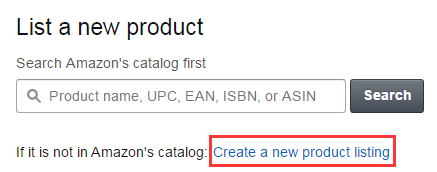 List a new product
Search Amazon's catalog first
Product name, UPC, EAN, ISBN, or ASIN
Search
If it is not in Amazon's catalog: Create a new product listing